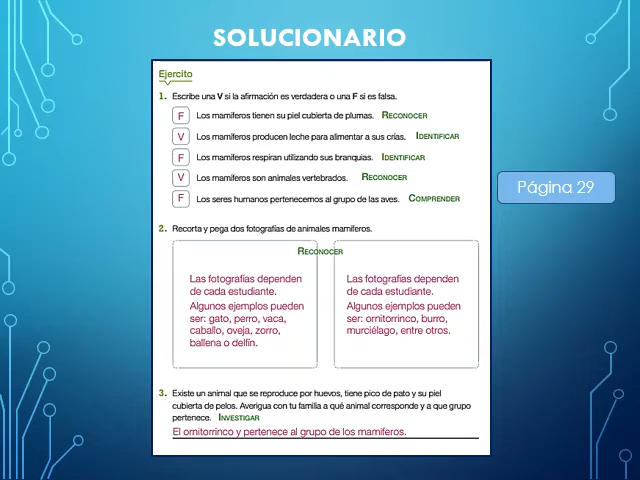 SOLUCIONARIO
Ejercito
1. Escribe una V si la afirmación es verdadera o una F si es falsa.
F Los mamíferos tienen su piel cubierta de plumas. RECONOCER
V Los mamíferos producen leche para alimentar a sus crías. IDENTIFICAR
F Los mamíferos respiran utilizando sus branquias. IDENTIFICAR
V Los mamíferos son animales vertebrados. RECONOCER
F Los seres humanos pertenecemos al grupo de las aves. COMPRENDER
Página 29
2. Recorta y pega dos fotografías de animales mamíferos.
RECONOCER
Las fotografías dependen
de cada estudiante.
Algunos ejemplos pueden
ser: gato, perro, vaca,
caballo, oveja, zorro,
ballena o delfín.
Las fotografías dependen
de cada estudiante.
Algunos ejemplos pueden
ser: ornitorrinco, burro,
murciélago, entre otros.
3. Existe un animal que se reproduce por huevos, tiene pico de pato y su piel
cubierta de pelos. Averigua con tu familia a qué animal corresponde y a que grupo
pertenece. INVESTIGAR
El ornitorrinco y pertenece al grupo de los mamíferos.